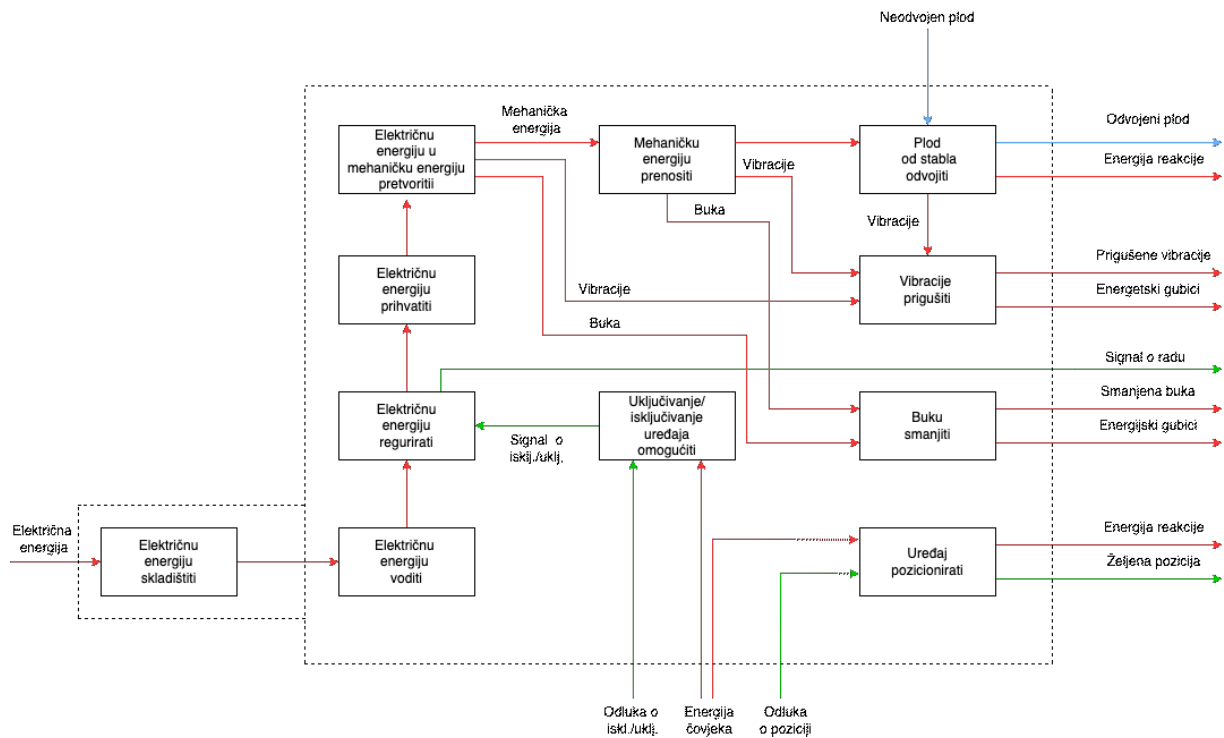 Neodvojen plod
Električnu
energiju u
mehaničku energiju
pretvoritii
Mehanička
energija
Mehaničku
energiju
prenositi
Vibracije
Buka
Plod
od stabla
odvojiti
Odvojeni plod
Energija reakcije
Vibracije
Električnu
energiju
prihvatiti
Vibracije
Buka
Vibracije
prigušiti
Prigušene vibracije
Energetski gubici
Signal o radu
Električnu
energiju
regurirati
Signal o
isklj./uklj.
Uključivanje/
isključivanje
uređaja
omogućiti
Buku
smanjiti
Smanjena buka
Energijski gubici
Električna
energija
Električnu
energiju
skladištiti
Električnu
energiju
voditi
Uređaj
pozicionirati
Energija reakcije
Željena pozicija
Odluka o
iskl./uklj.
Energija
čovjeka
Odluka
o poziciji